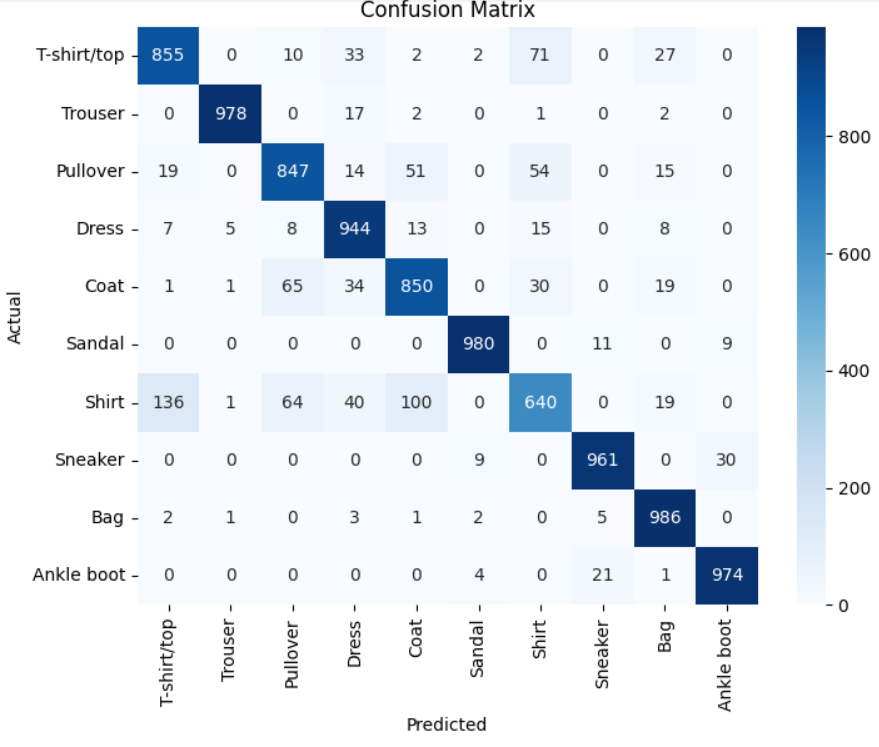 Confusion Matrix
T-shirt/top 855 0 10 33 2 2 71 0 27 0
Trouser 0 978 0 17 2 0 1 0 2 0
Pullover 19 0 847 14 51 0 54 0 15 0
Dress 7 5 8 944 13 0 15 0 8 0
Coat 1 1 65 34 850 0 30 0 19 0
Sandal 0 0 0 0 0 980 0 11 0 9
Shirt 136 1 64 40 100 0 640 0 19 0
Sneaker 0 0 0 0 0 9 0 961 0 30
Bag 2 1 0 3 1 2 0 5 986 0
Ankle boot 0 0 0 0 0 4 0 21 1 974
Actual
T-shirt/top
Trouser
Pullover
Dress
Coat
Sandal
Shirt
Sneaker
Bag
Ankle boot
Predicted
800
600
400
200
0